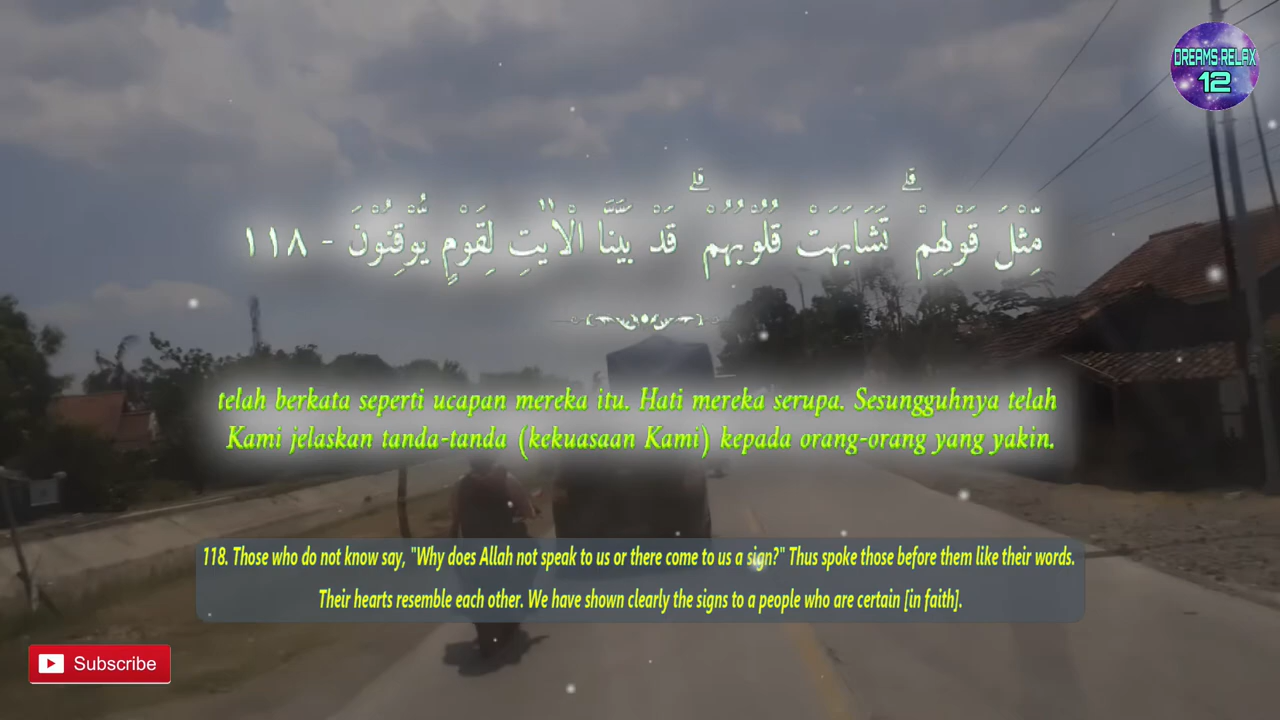 DREAMS RELAX
12
مِّثْلَ قَوْلِهِمْ ۗ تَشَابَهَتْ قُلُوْبُهُمْ ۗ قَدْ بَيَّنَّا الْاٰيٰتِ لِقَوْمٍ يُّوْقِنُوْنَ - ١١٨
telah berkata seperti ucapan mereka itu. Hati mereka serupa. Sesungguhnya telah
Kami jelaskan tanda-tanda (kekuasaan Kami) kepada orang-orang yang yakin.
118. Those who do not know say, "Why does Allah not speak to us or there come to us a sign?" Thus spoke those before them like their words.
Their hearts resemble each other. We have shown clearly the signs to a people who are certain [in faith].
Subscribe